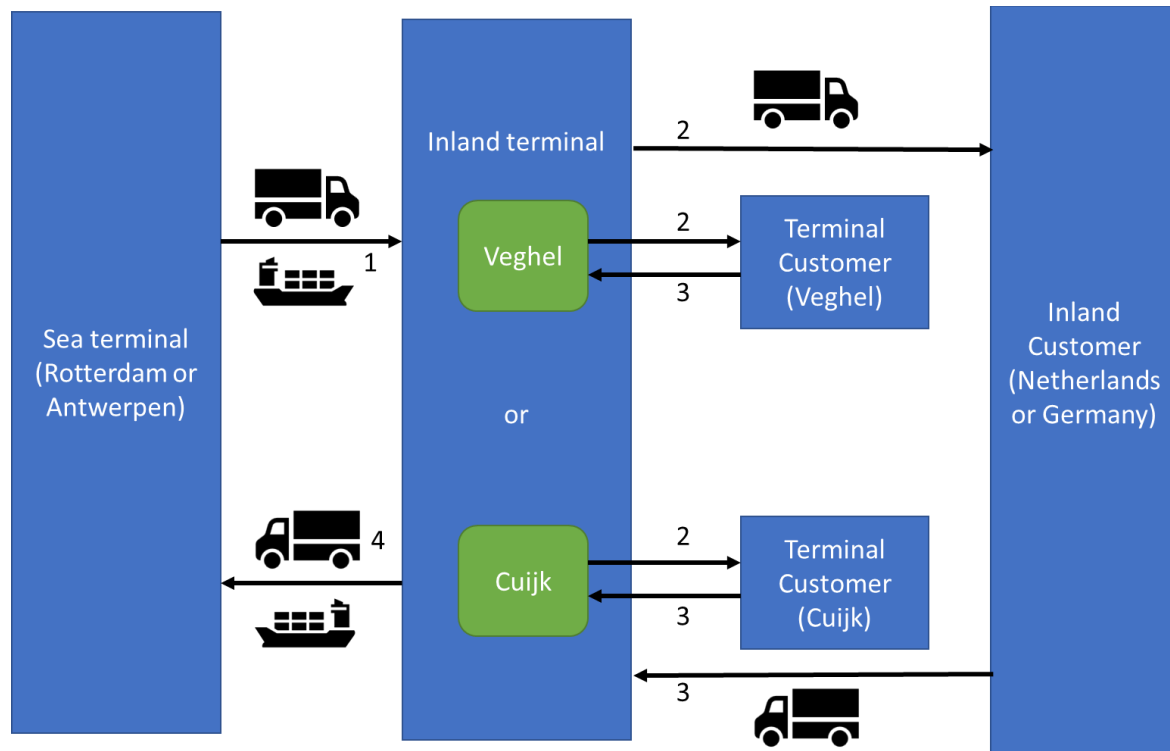 Sea terminal
(Rotterdam or
Antwerpen)
1
4
Inland terminal
Veghel
or
Cuijk
2
2
3
2
3
3
Terminal
Customer
(Veghel)
Terminal
Customer
(Cuijk)
Inland
Customer
(Netherlands
or Germany)